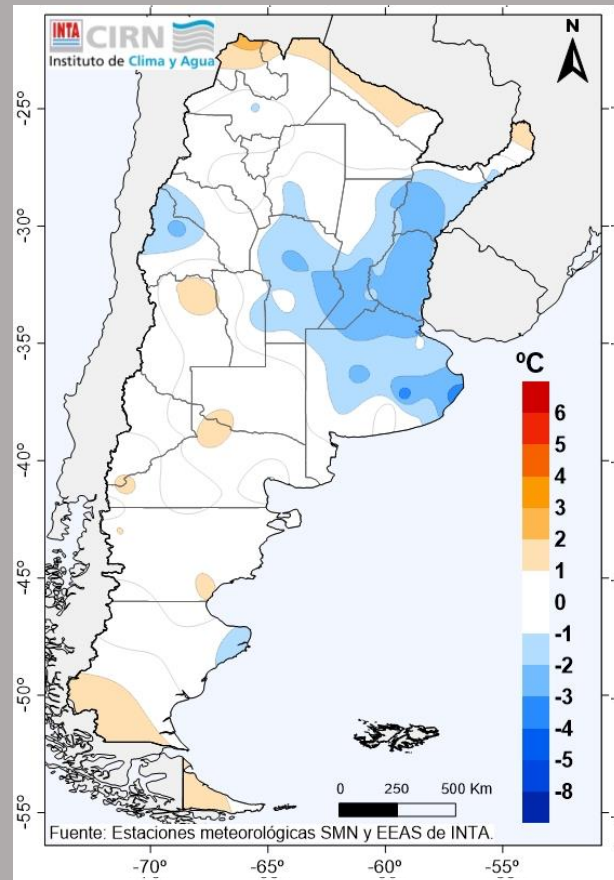 INTA CIRN
Instituto de Clima y Agua
N
-25°
-30°
-35°
-40°
-45°
-50°
-55°
ºC
6
5
4
3
2
1
0
-1
-2
-3
-4
-5
-8
0 250 500 Km
Fuente: Estaciones meteorológicas SMN y EEAS de INTA.
-70° -65° -60° -55°